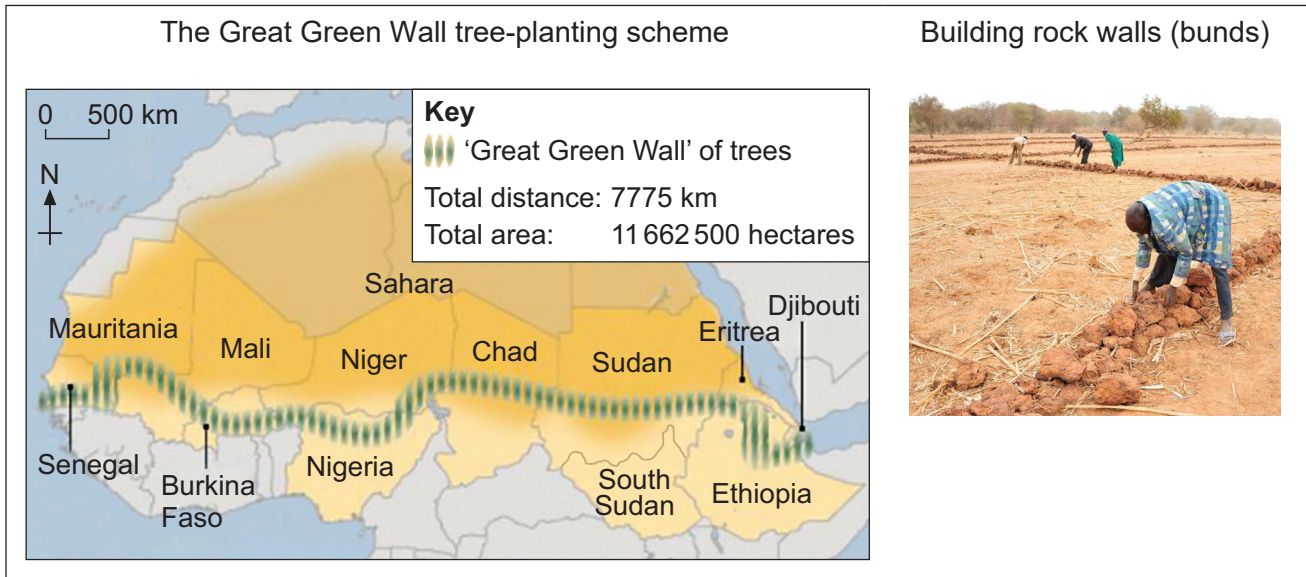 The Great Green Wall tree-planting scheme
Building rock walls (bunds)
0 500 km
N
Key
'Great Green Wall' of trees
Total distance: 7775 km
Total area: 11 662 500 hectares
Sahara
Djibouti
Eritrea
Mauritania
Mali
Niger
Chad
Sudan
Senegal
Burkina
Faso
Nigeria
South
Sudan
Ethiopia